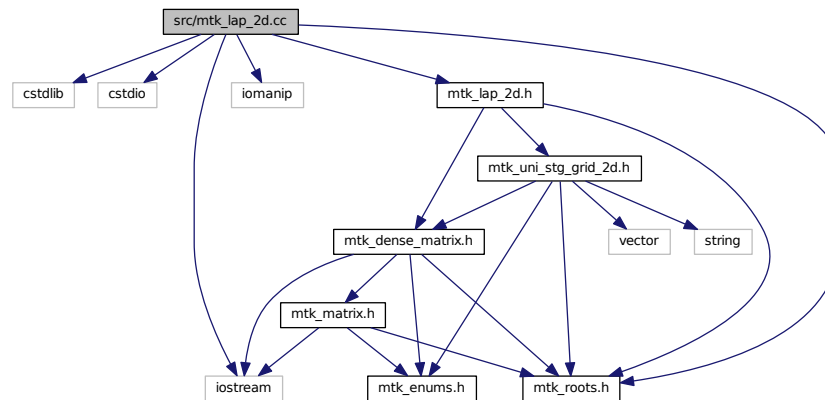 src/mtk_lap_2d.cc
cstdlib
cstdio
iomanip
mtk_lap_2d.h
mtk_uni_stg_grid_2d.h
mtk_dense_matrix.h
vector
string
mtk_matrix.h
iostream
mtk_enums.h
mtk_roots.h